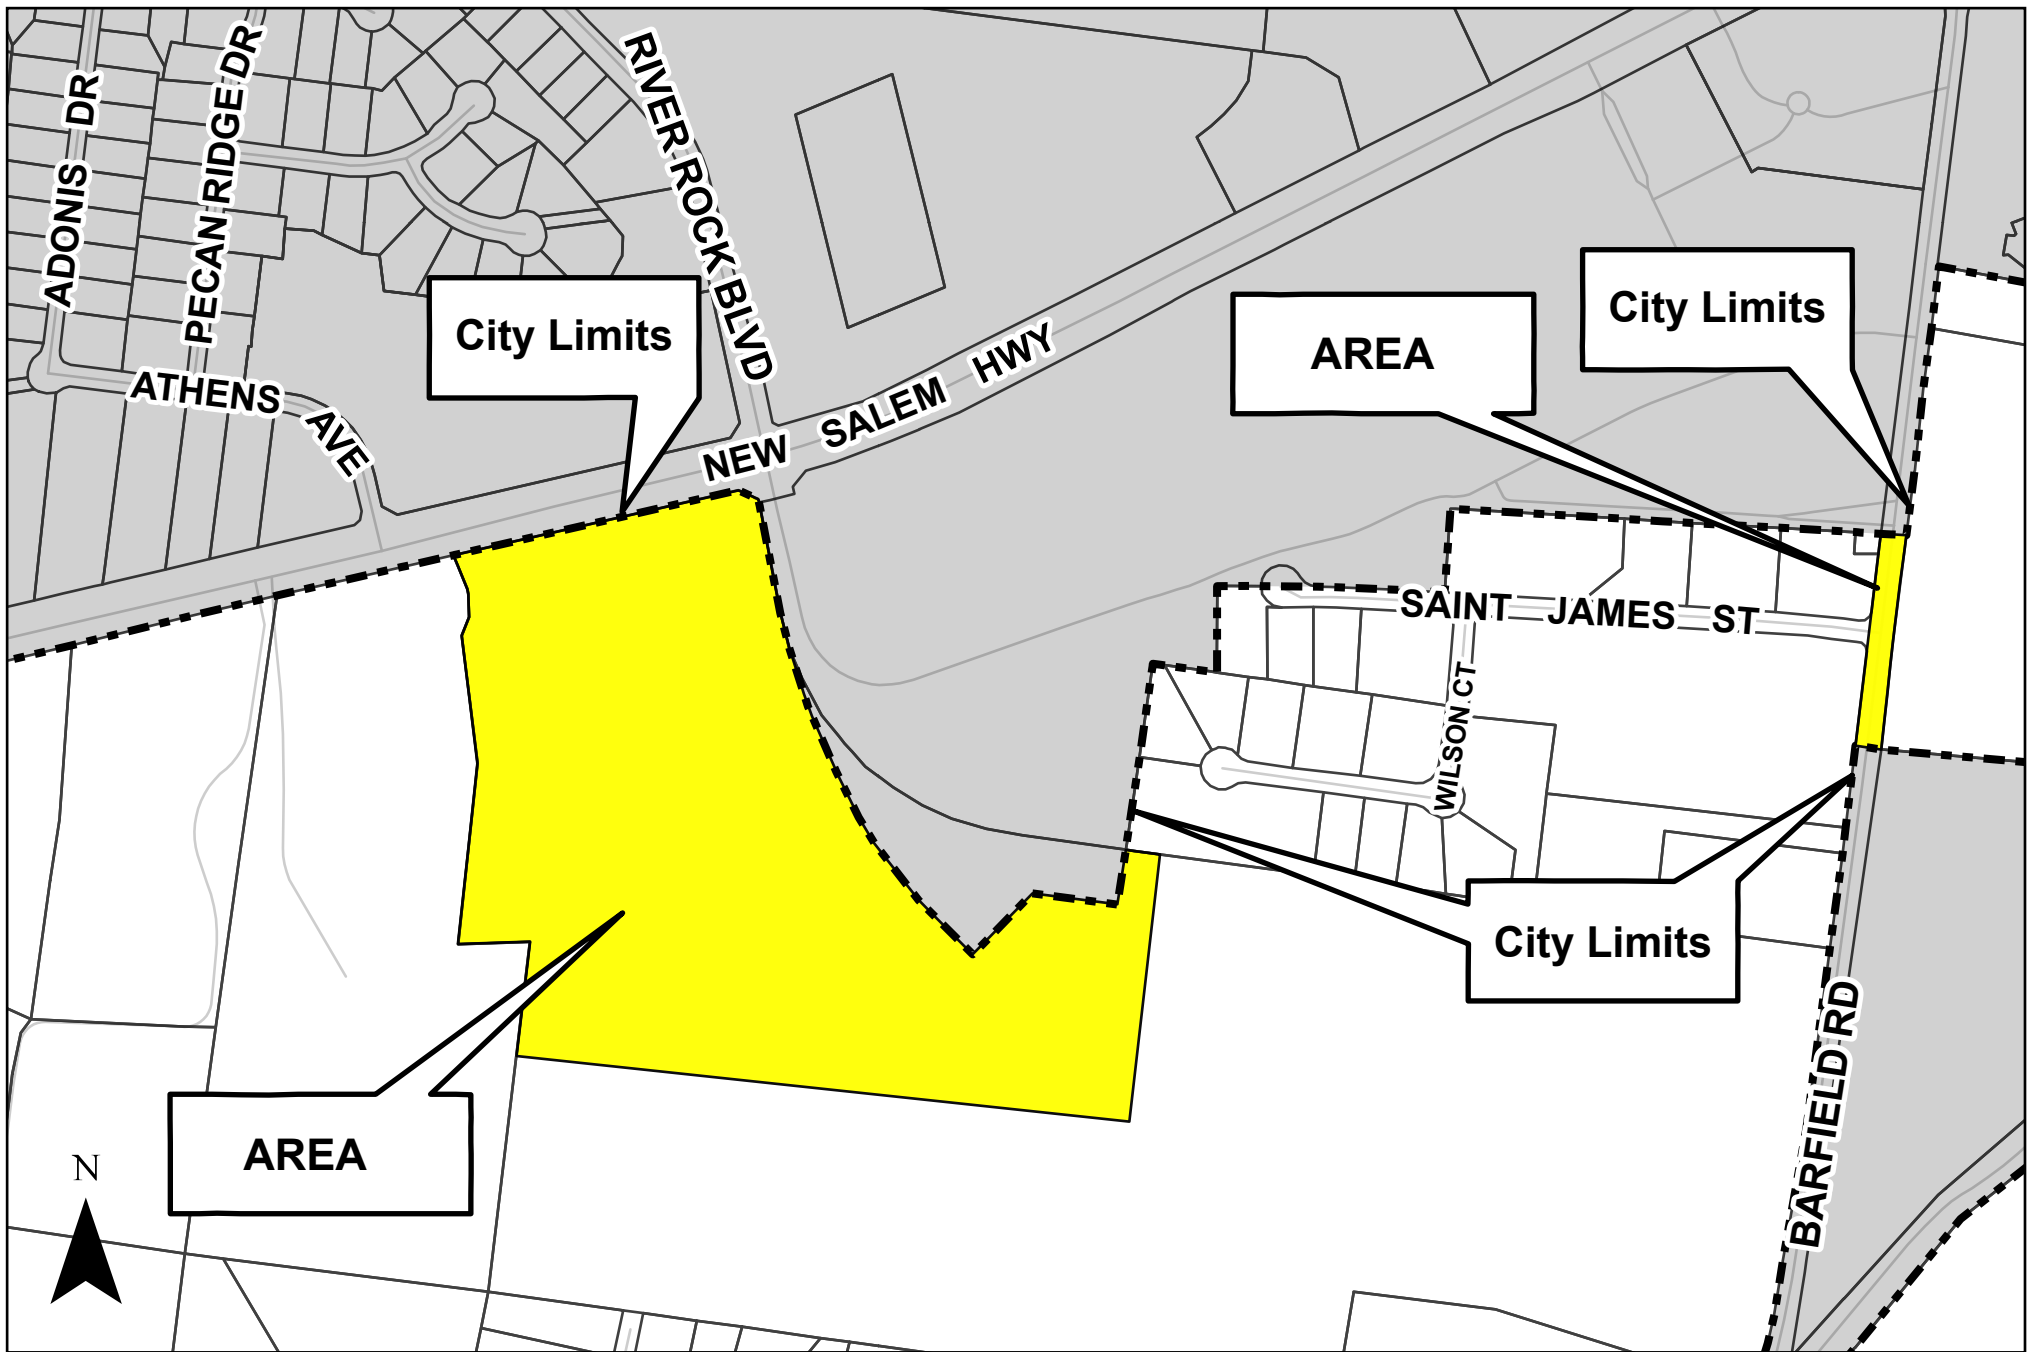 RIVER ROCK BLVD
PECAN RIDGE DR
ADONIS DR
City Limits
City Limits
AREA
ATHENS AVE
NEW SALEM HWY
SAINT JAMES ST
WILSON CT
City Limits
BARFIELD RD
AREA
N